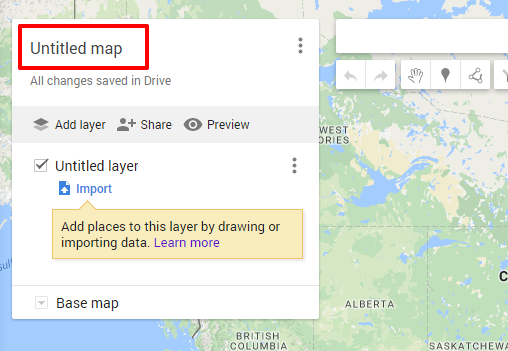 Untitled map
All changes saved in Drive
Add layer Share Preview
Untitled layer
Import
Add places to this layer by drawing or
importing data. Learn more
Base map
WEST
ORIES
ALBERTA
BRITISH
COLUMBIA
SASKATCHEWA